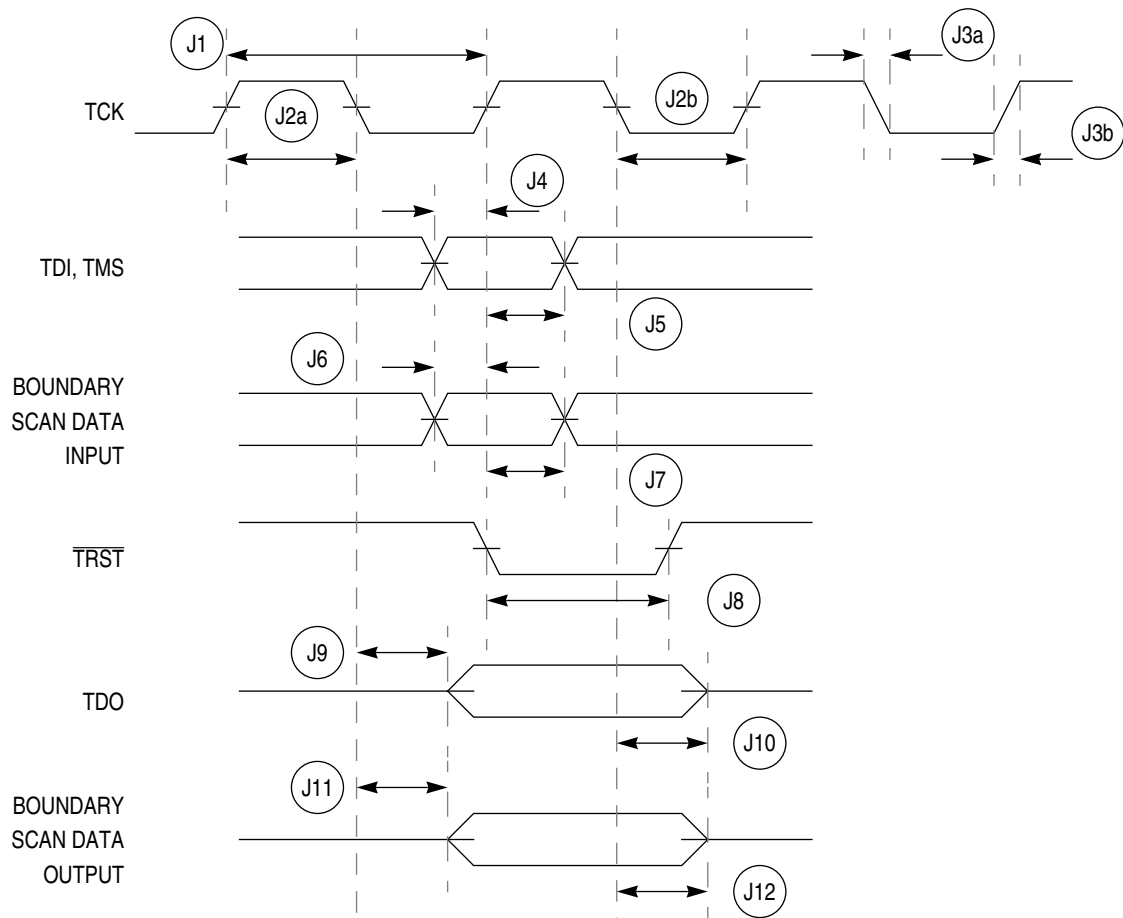 J1
J3a
TCK
J2a
J2b
J3b
J4
TDI, TMS
J5
J6
BOUNDARY
SCAN DATA
INPUT
J7
TRST
J8
J9
TDO
J10
J11
BOUNDARY
SCAN DATA
OUTPUT
J12